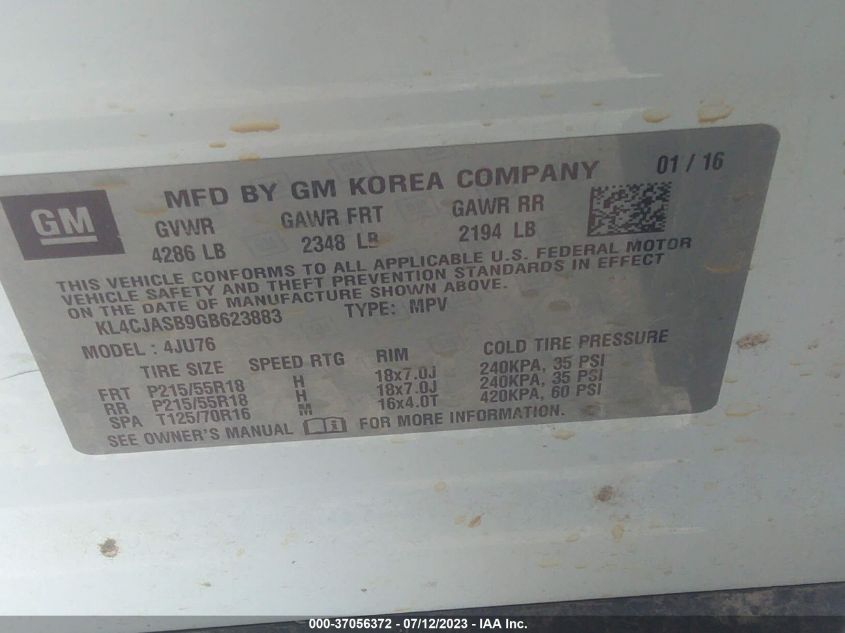 GM
MFD BY GM KOREA COMPANY 01 / 16
GVWR GAWR FRT GAWR RR
4286 LB 2348 LB 2194 LB
THIS VEHICLE CONFORMS TO ALL APPLICABLE U.S. FEDERAL MOTOR
VEHICLE SAFETY AND THEFT PREVENTION STANDARDS IN EFFECT
ON THE DATE OF MANUFACTURE SHOWN ABOVE.
KL4CJASB9GB623883 TYPE: MPV
MODEL: 4JU76
TIRE SIZE SPEED RTG RIM COLD TIRE PRESSURE
FRT P215/55R18 H 18x7.0J 240KPA, 35 PSI
RR P215/55R18 H 18x7.0J 240KPA, 35 PSI
SPA T125/70R16 M 16x4.0T 420KPA, 60 PSI
SEE OWNER'S MANUAL FOR MORE INFORMATION.
000-37056372 - 07/12/2023 - IAA Inc.